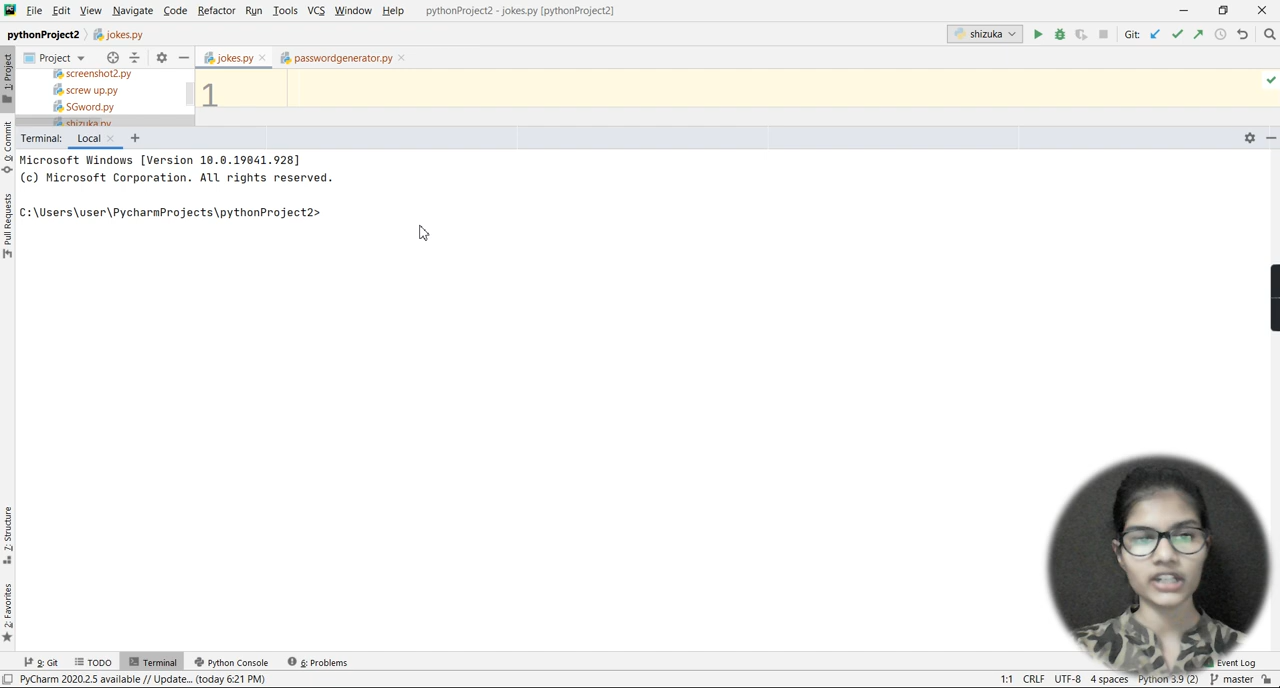 File Edit View Navigate Code Refactor Run Tools VCS Window Help pythonProject2 - jokes.py [pythonProject2]
pythonProject2 jokes.py shizuka Git:
1: Project
Project
jokes.py passwordgenerator.py
screenshot2.py
screw up.py
SGword.py
shizuka.py
1
Commit
Pull Requests
Terminal: Local +
Microsoft Windows [Version 10.0.19041.928]
(c) Microsoft Corporation. All rights reserved.
C:\Users\user\PycharmProjects\pythonProject2>
7: Structure
2: Favorites
9: Git TODO Terminal Python Console 6: Problems Event Log
PyCharm 2020.2.5 available // Update... (today 6:21 PM) 1:1 CRLF UTF-8 4 spaces Python 3.9 (2) master